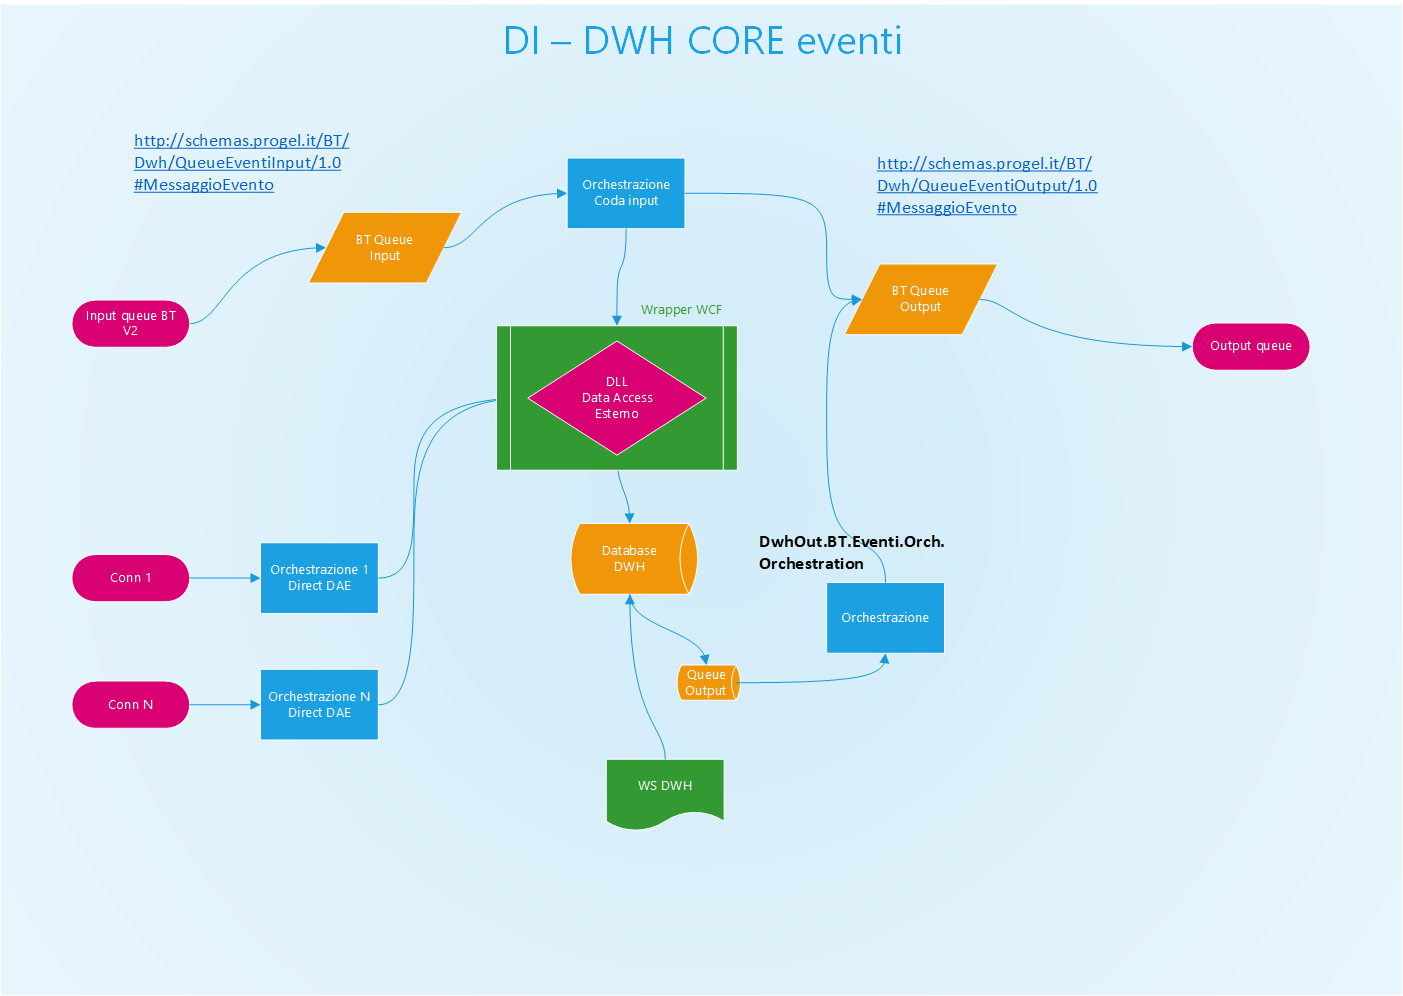 DI – DWH CORE eventi
http://schemas.progel.it/BT/
Dwh/QueueEventiInput/1.0
#MessaggioEvento
http://schemas.progel.it/BT/
Dwh/QueueEventiOutput/1.0
#MessaggioEvento
Orchestrazione
Coda input
BT Queue
Input
BT Queue
Output
Input queue BT
V2
Wrapper WCF
Output queue
DLL
Data Access
Esterno
Database
DWH
DwhOut.BT.Eventi.Orch.
Orchestration
Conn 1
Orchestrazione 1
Direct DAE
Orchestrazione
Queue
Output
Conn N
Orchestrazione N
Direct DAE
WS DWH